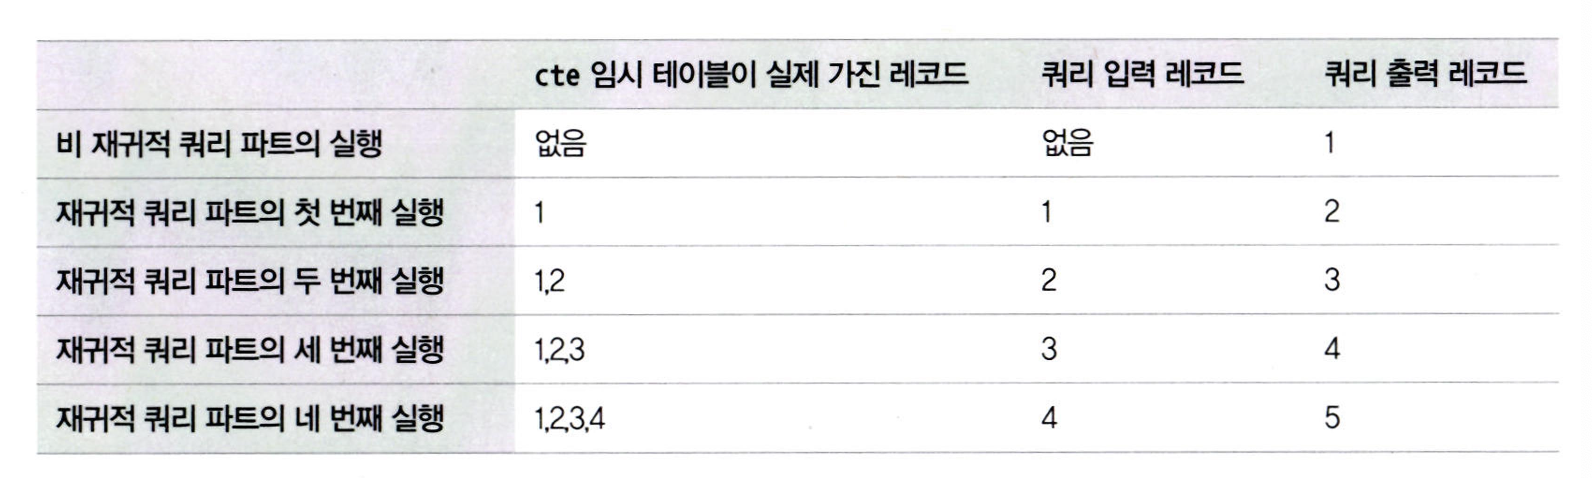 cte 임시 테이블이 실제 가진 레코드 쿼리 입력 레코드 쿼리 출력 레코드
비 재귀적 쿼리 파트의 실행 없음 없음 1
재귀적 쿼리 파트의 첫 번째 실행 1 1 2
재귀적 쿼리 파트의 두 번째 실행 1,2 2 3
재귀적 쿼리 파트의 세 번째 실행 1,2,3 3 4
재귀적 쿼리 파트의 네 번째 실행 1,2,3,4 4 5